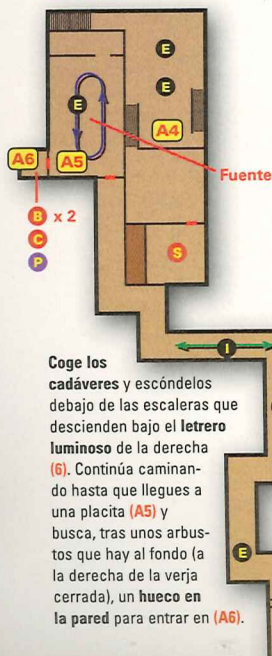 E
E
E
A4
A6
A5
Fuente
B x 2
C
S
P
I
Coge los
cadáveres y escóndelos
debajo de las escaleras que
descienden bajo el letrero
luminoso de la derecha
(6). Continúa caminan-
do hasta que llegues a
una placita (A5) y
busca, tras unos arbus-
tos que hay al fondo (a
la derecha de la verja
cerrada), un hueco en
la pared para entrar en (A6).
E